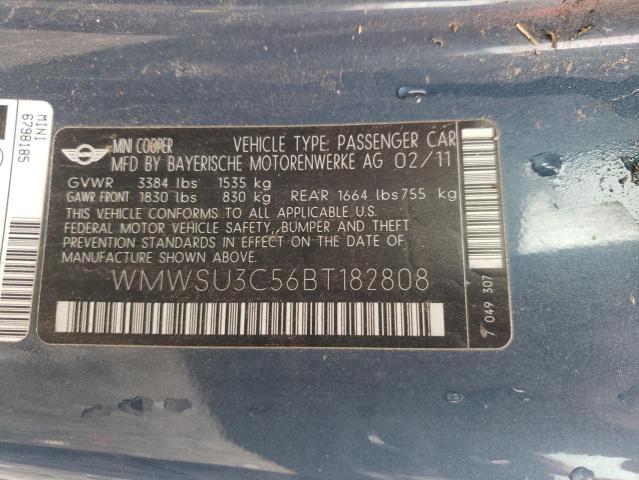 MINI
6798185
MINI COOPER VEHICLE TYPE: PASSENGER CAR
MFD BY BAYERISCHE MOTORENWERKE AG 02/11
GVWR 3384 lbs 1535 kg
GAWR FRONT 1830 lbs 830 kg REAR 1664 lbs 755 kg
THIS VEHICLE CONFORMS TO ALL APPLICABLE U.S.
FEDERAL MOTOR VEHICLE SAFETY, BUMPER AND THEFT
PREVENTION STANDARDS IN EFFECT ON THE DATE OF
MANUFACTURE SHOWN ABOVE.
WMWSU3C56BT182808
7 049 307